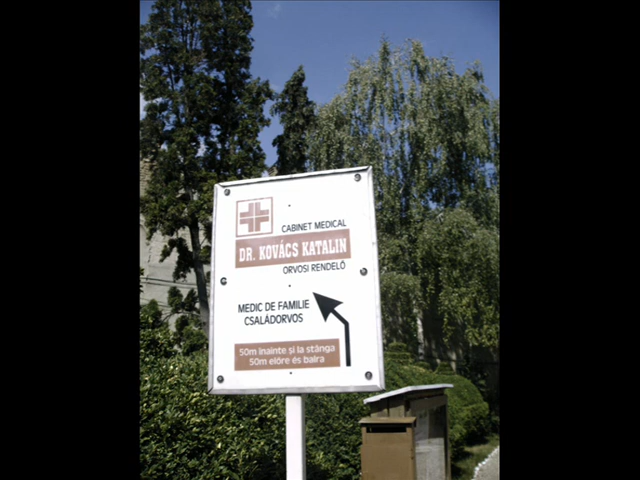 CABINET MEDICAL
DR. KOVÁCS KATALIN
ORVOSI RENDELŐ
MEDIC DE FAMILIE
CSALÁDORVOS
50m înainte și la stânga
50m előre és balra